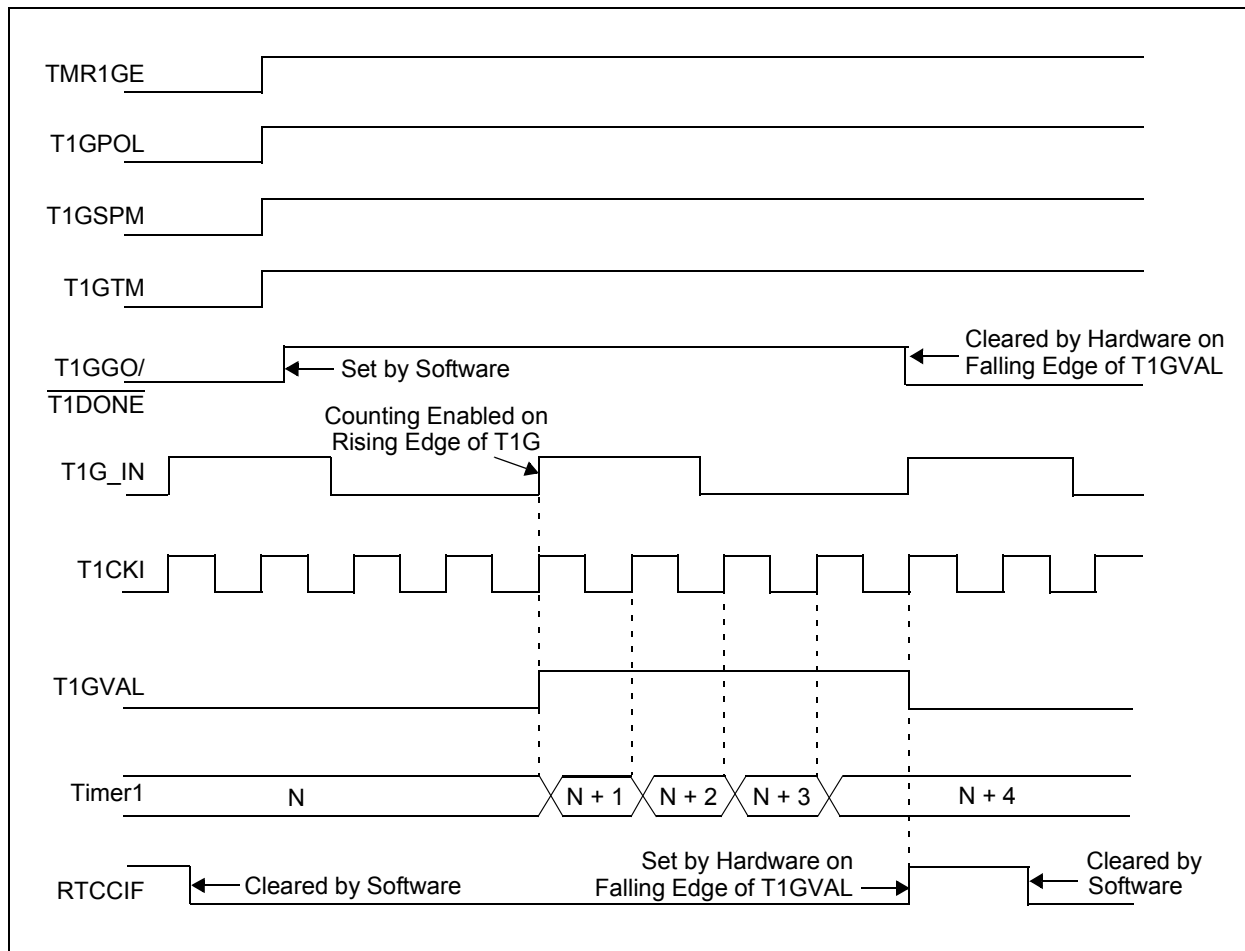 TMR1GE
T1GPOL
T1GSPM
T1GTM
T1GGO/
T1DONE
Set by Software
Cleared by Hardware on
Falling Edge of T1GVAL
Counting Enabled on
Rising Edge of T1G
T1G_IN
T1CKI
T1GVAL
Timer1
N
N + 1
N + 2
N + 3
N + 4
RTCCIF
Cleared by Software
Set by Hardware on
Falling Edge of T1GVAL
Cleared by
Software